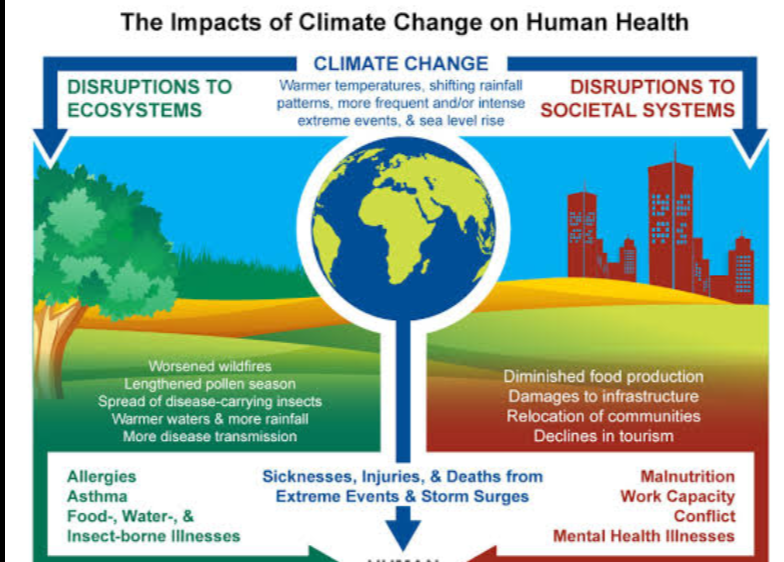 The Impacts of Climate Change on Human Health
CLIMATE CHANGE
Warmer temperatures, shifting rainfall
patterns, more frequent and/or intense
extreme events, & sea level rise
DISRUPTIONS TO
ECOSYSTEMS
DISRUPTIONS TO
SOCIETAL SYSTEMS
Worsened wildfires
Lengthened pollen season
Spread of disease-carrying insects
Warmer waters & more rainfall
More disease transmission
Diminished food production
Damages to infrastructure
Relocation of communities
Declines in tourism
Allergies
Asthma
Food-, Water-, &
Insect-borne Illnesses
Sicknesses, Injuries, & Deaths from
Extreme Events & Storm Surges
Malnutrition
Work Capacity
Conflict
Mental Health Illnesses